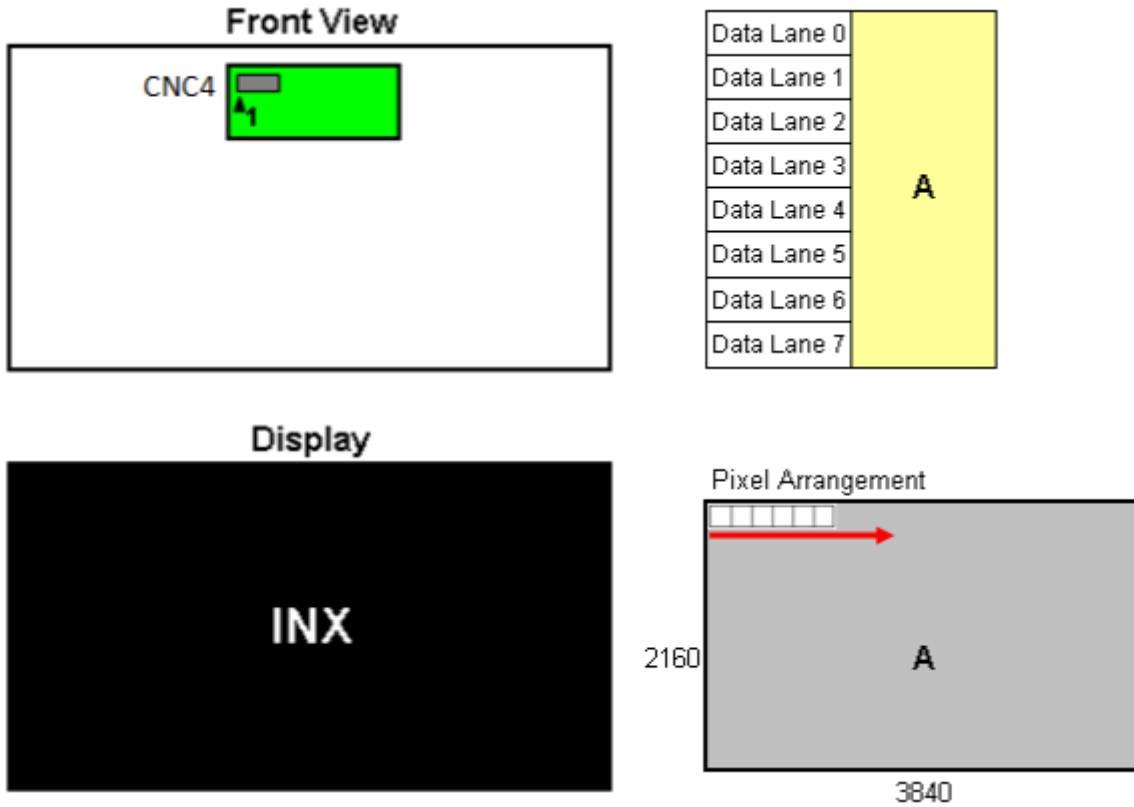 Front View
CNC4
1
Data Lane 0
Data Lane 1
Data Lane 2
Data Lane 3
Data Lane 4
Data Lane 5
Data Lane 6
Data Lane 7
A
Display
INX
Pixel Arrangement
2160
A
3840